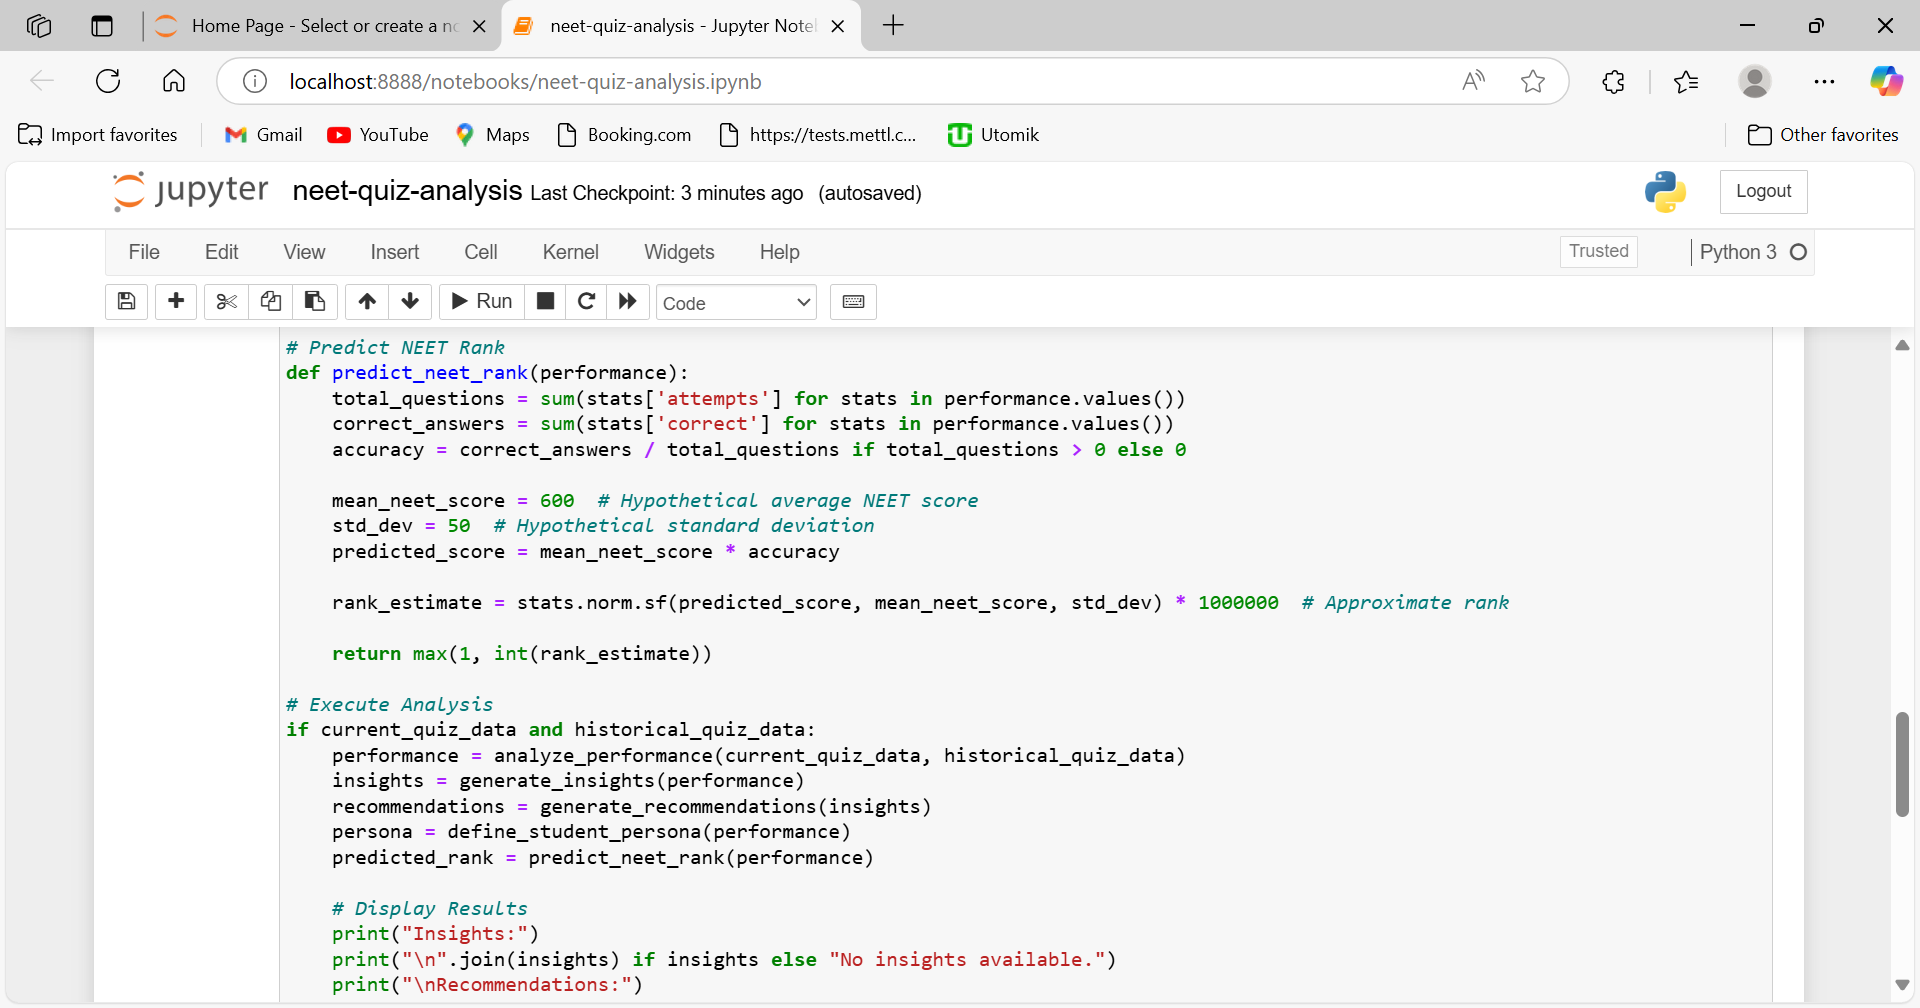 Home Page - Select or create a no
neet-quiz-analysis - Jupyter Note
localhost:8888/notebooks/neet-quiz-analysis.ipynb
Import favorites
Gmail
YouTube
Maps
Booking.com
https://tests.mettl.c...
Utomik
Other favorites
jupyter neet-quiz-analysis Last Checkpoint: 3 minutes ago (autosaved)
Logout
File Edit View Insert Cell Kernel Widgets Help
Trusted
Python 3
Run
Code
# Predict NEET Rank
def predict_neet_rank(performance):
    total_questions = sum(stats['attempts'] for stats in performance.values())
    correct_answers = sum(stats['correct'] for stats in performance.values())
    accuracy = correct_answers / total_questions if total_questions > 0 else 0
    mean_neet_score = 600  # Hypothetical average NEET score
    std_dev = 50  # Hypothetical standard deviation
    predicted_score = mean_neet_score * accuracy
    rank_estimate = stats.norm.sf(predicted_score, mean_neet_score, std_dev) * 1000000  # Approximate rank
    return max(1, int(rank_estimate))
# Execute Analysis
if current_quiz_data and historical_quiz_data:
    performance = analyze_performance(current_quiz_data, historical_quiz_data)
    insights = generate_insights(performance)
    recommendations = generate_recommendations(insights)
    persona = define_student_persona(performance)
    predicted_rank = predict_neet_rank(performance)
    # Display Results
    print("Insights:")
    print("\n".join(insights) if insights else "No insights available.")
    print("\nRecommendations:")